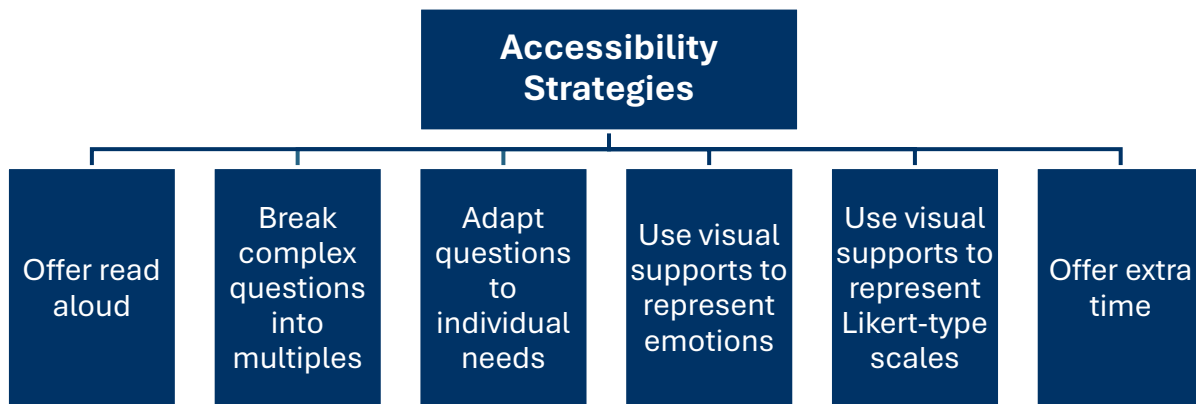 Accessibility
Strategies
Offer read
aloud
Break
complex
questions
into
multiples
Adapt
questions
to
individual
needs
Use visual
supports to
represent
emotions
Use visual
supports to
represent
Likert-type
scales
Offer extra
time